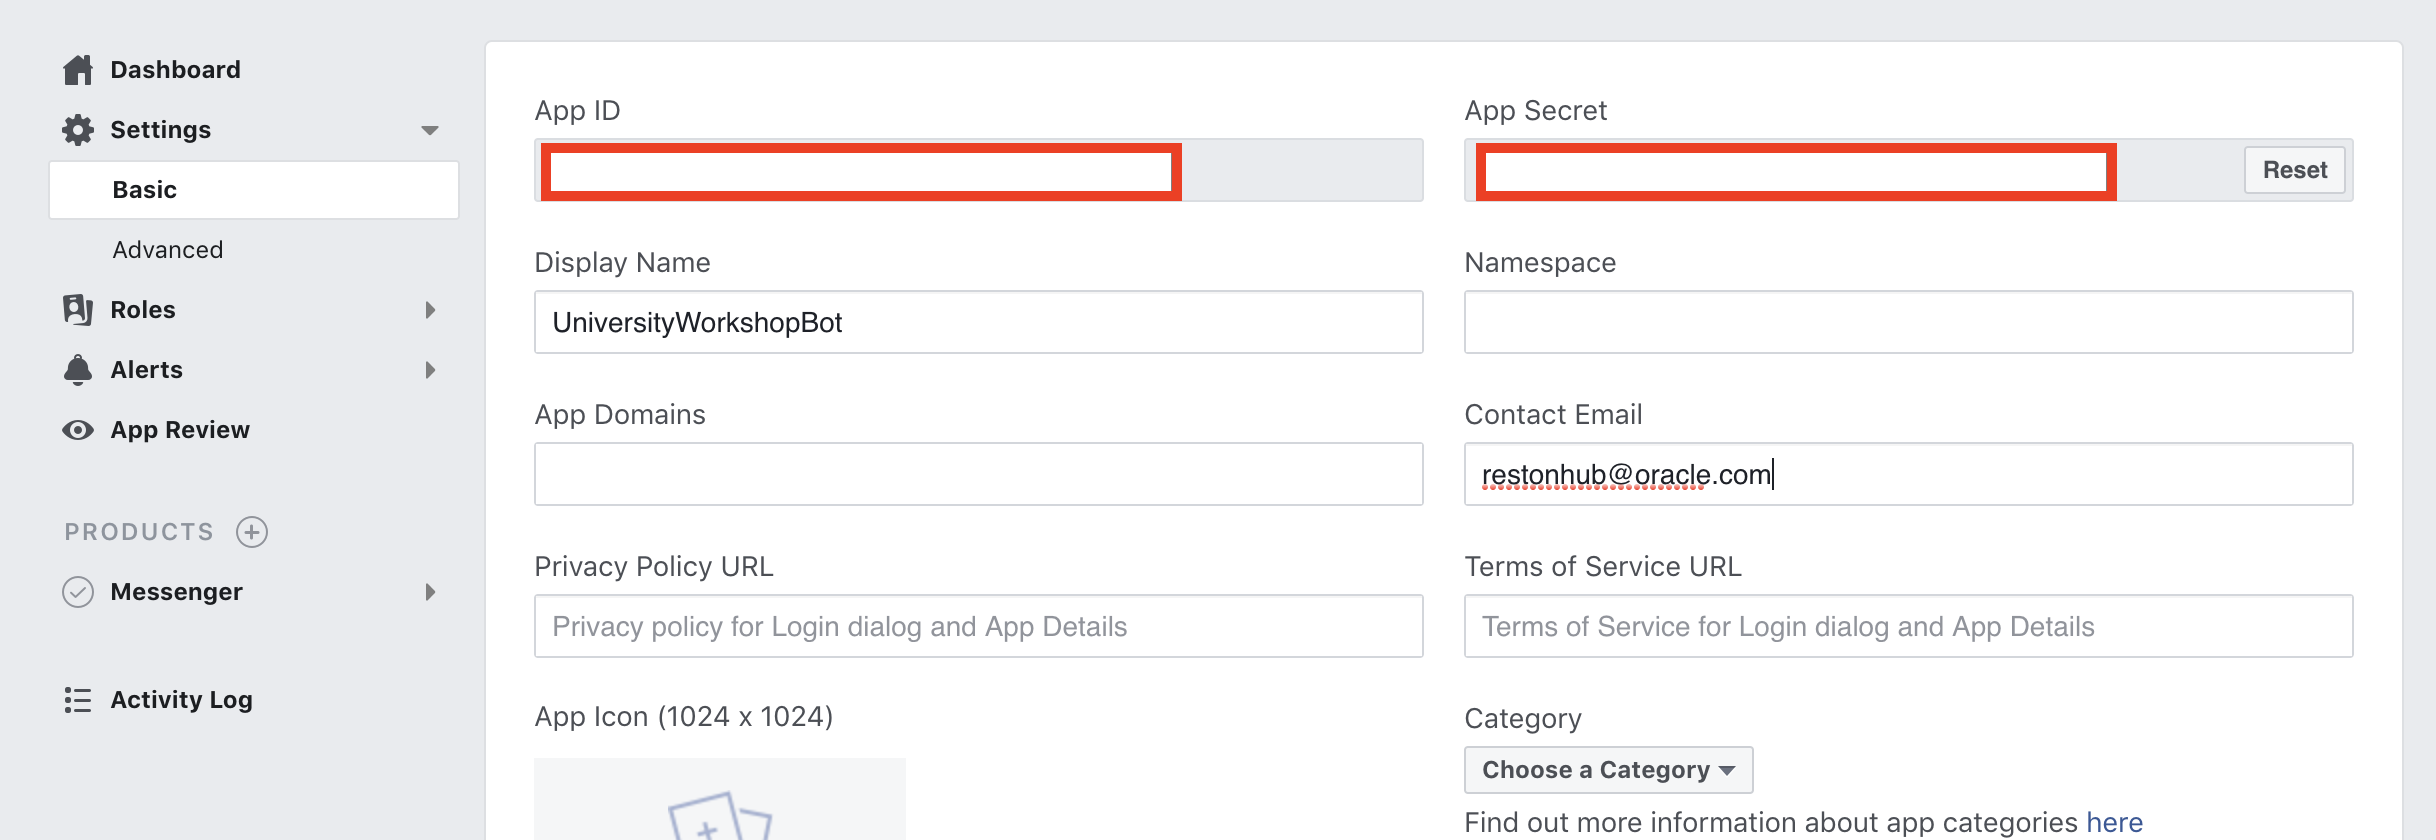 Dashboard
Settings
Basic
Advanced
Roles
Alerts
App Review
PRODUCTS
Messenger
Activity Log
App ID
App Secret
Reset
Display Name
Namespace
UniversityWorkshopBot
App Domains
Contact Email
restonhub@oracle.com
Privacy Policy URL
Terms of Service URL
Privacy policy for Login dialog and App Details
Terms of Service for Login dialog and App Details
App Icon (1024 x 1024)
Category
Choose a Category
Find out more information about app categories here